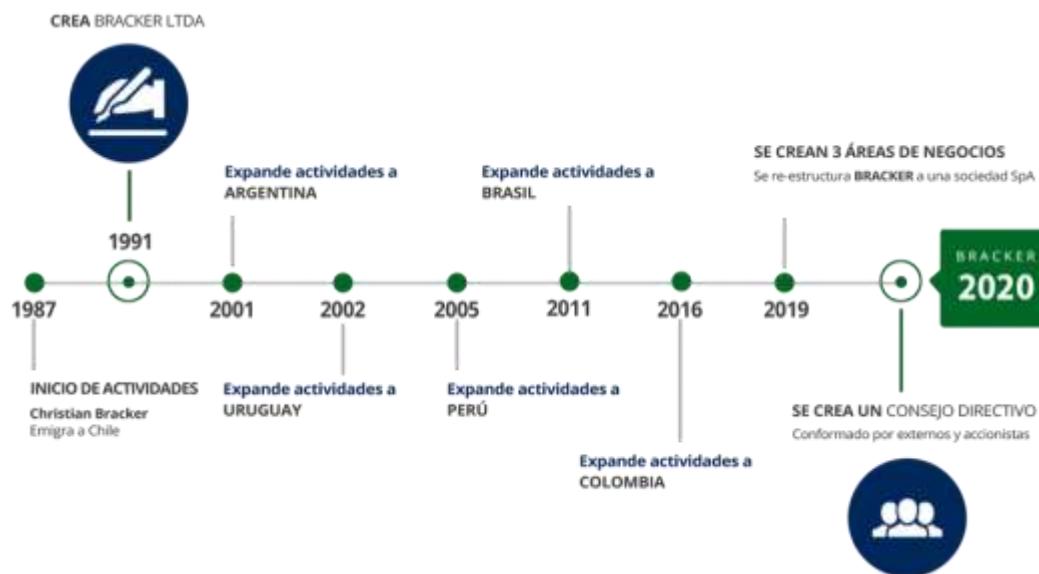 CREA BRACKER LTDA
1991
Expande actividades a
ARGENTINA
Expande actividades a
BRASIL
SE CREAN 3 ÁREAS DE NEGOCIOS
Se re-estructura BRACKER a una sociedad SpA
BRACKER
2020
1987
2001
2002
2005
2011
2016
2019
INICIO DE ACTIVIDADES
Christian Bracker
Emigra a Chile
Expande actividades a
URUGUAY
Expande actividades a
PERÚ
Expande actividades a
COLOMBIA
SE CREA UN CONSEJO DIRECTIVO
Conformado por externos y accionistas